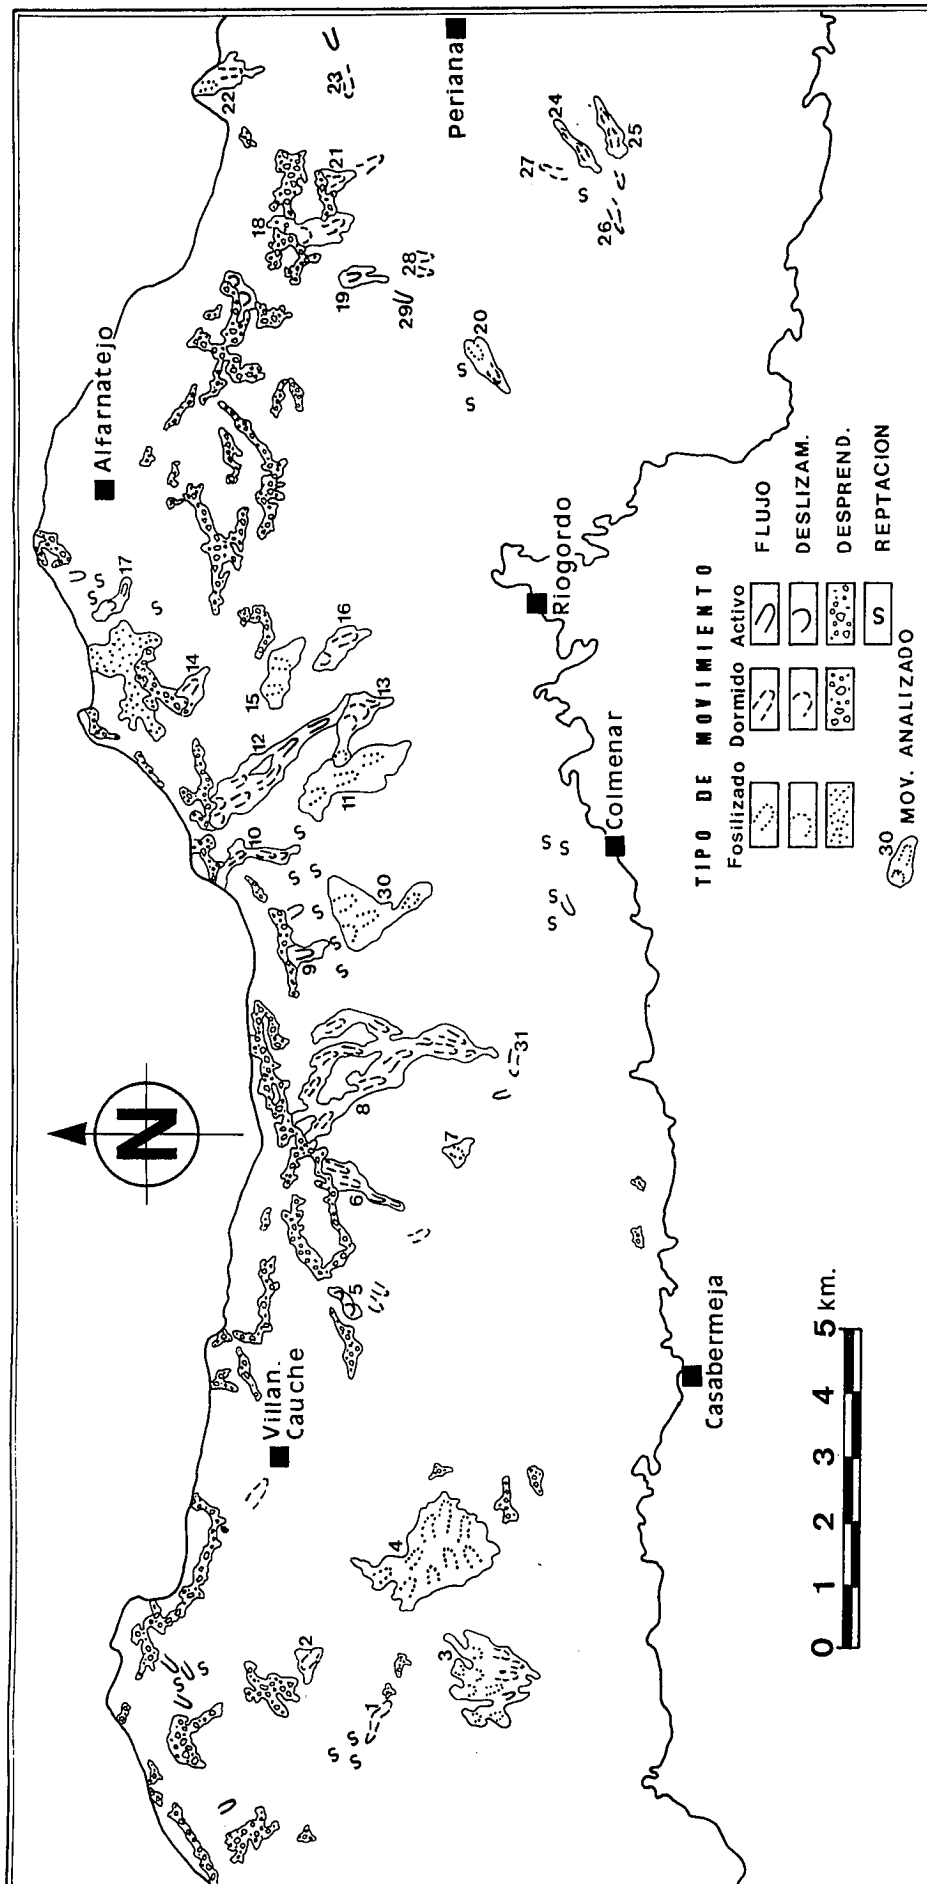 N
Alfarnatejo
Periana
Villan.
Cauche
Riogordo
Colmenar
Casabermeja
1
2
3
4
5
6
7
8
9
10
11
12
13
14
15
16
17
18
19
20
21
22
23
24
25
26
27
28
29
30
31
S S S S S S S S S S S S S S S S S S S S S S
0 1 2 3 4 5 km.
TIPO DE MOVIMIENTO
Fosilizado Dormido Activo
FLUJO
DESLIZAM.
DESPREND.
S REPTACION
30 MOV. ANALIZADO